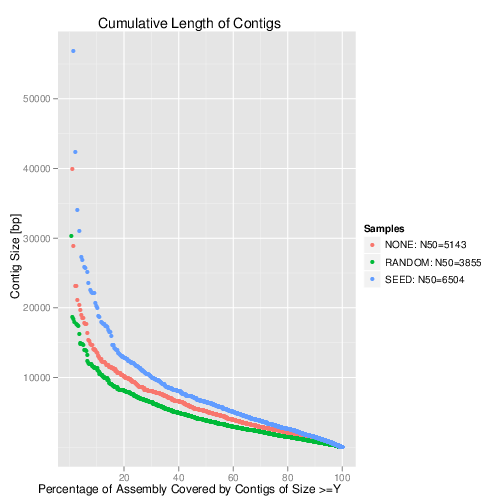 Cumulative Length of Contigs
Contig Size [bp]
50000
40000
30000
20000
10000
20
40
60
80
100
Percentage of Assembly Covered by Contigs of Size >=Y
Samples
NONE: N50=5143
RANDOM: N50=3855
SEED: N50=6504